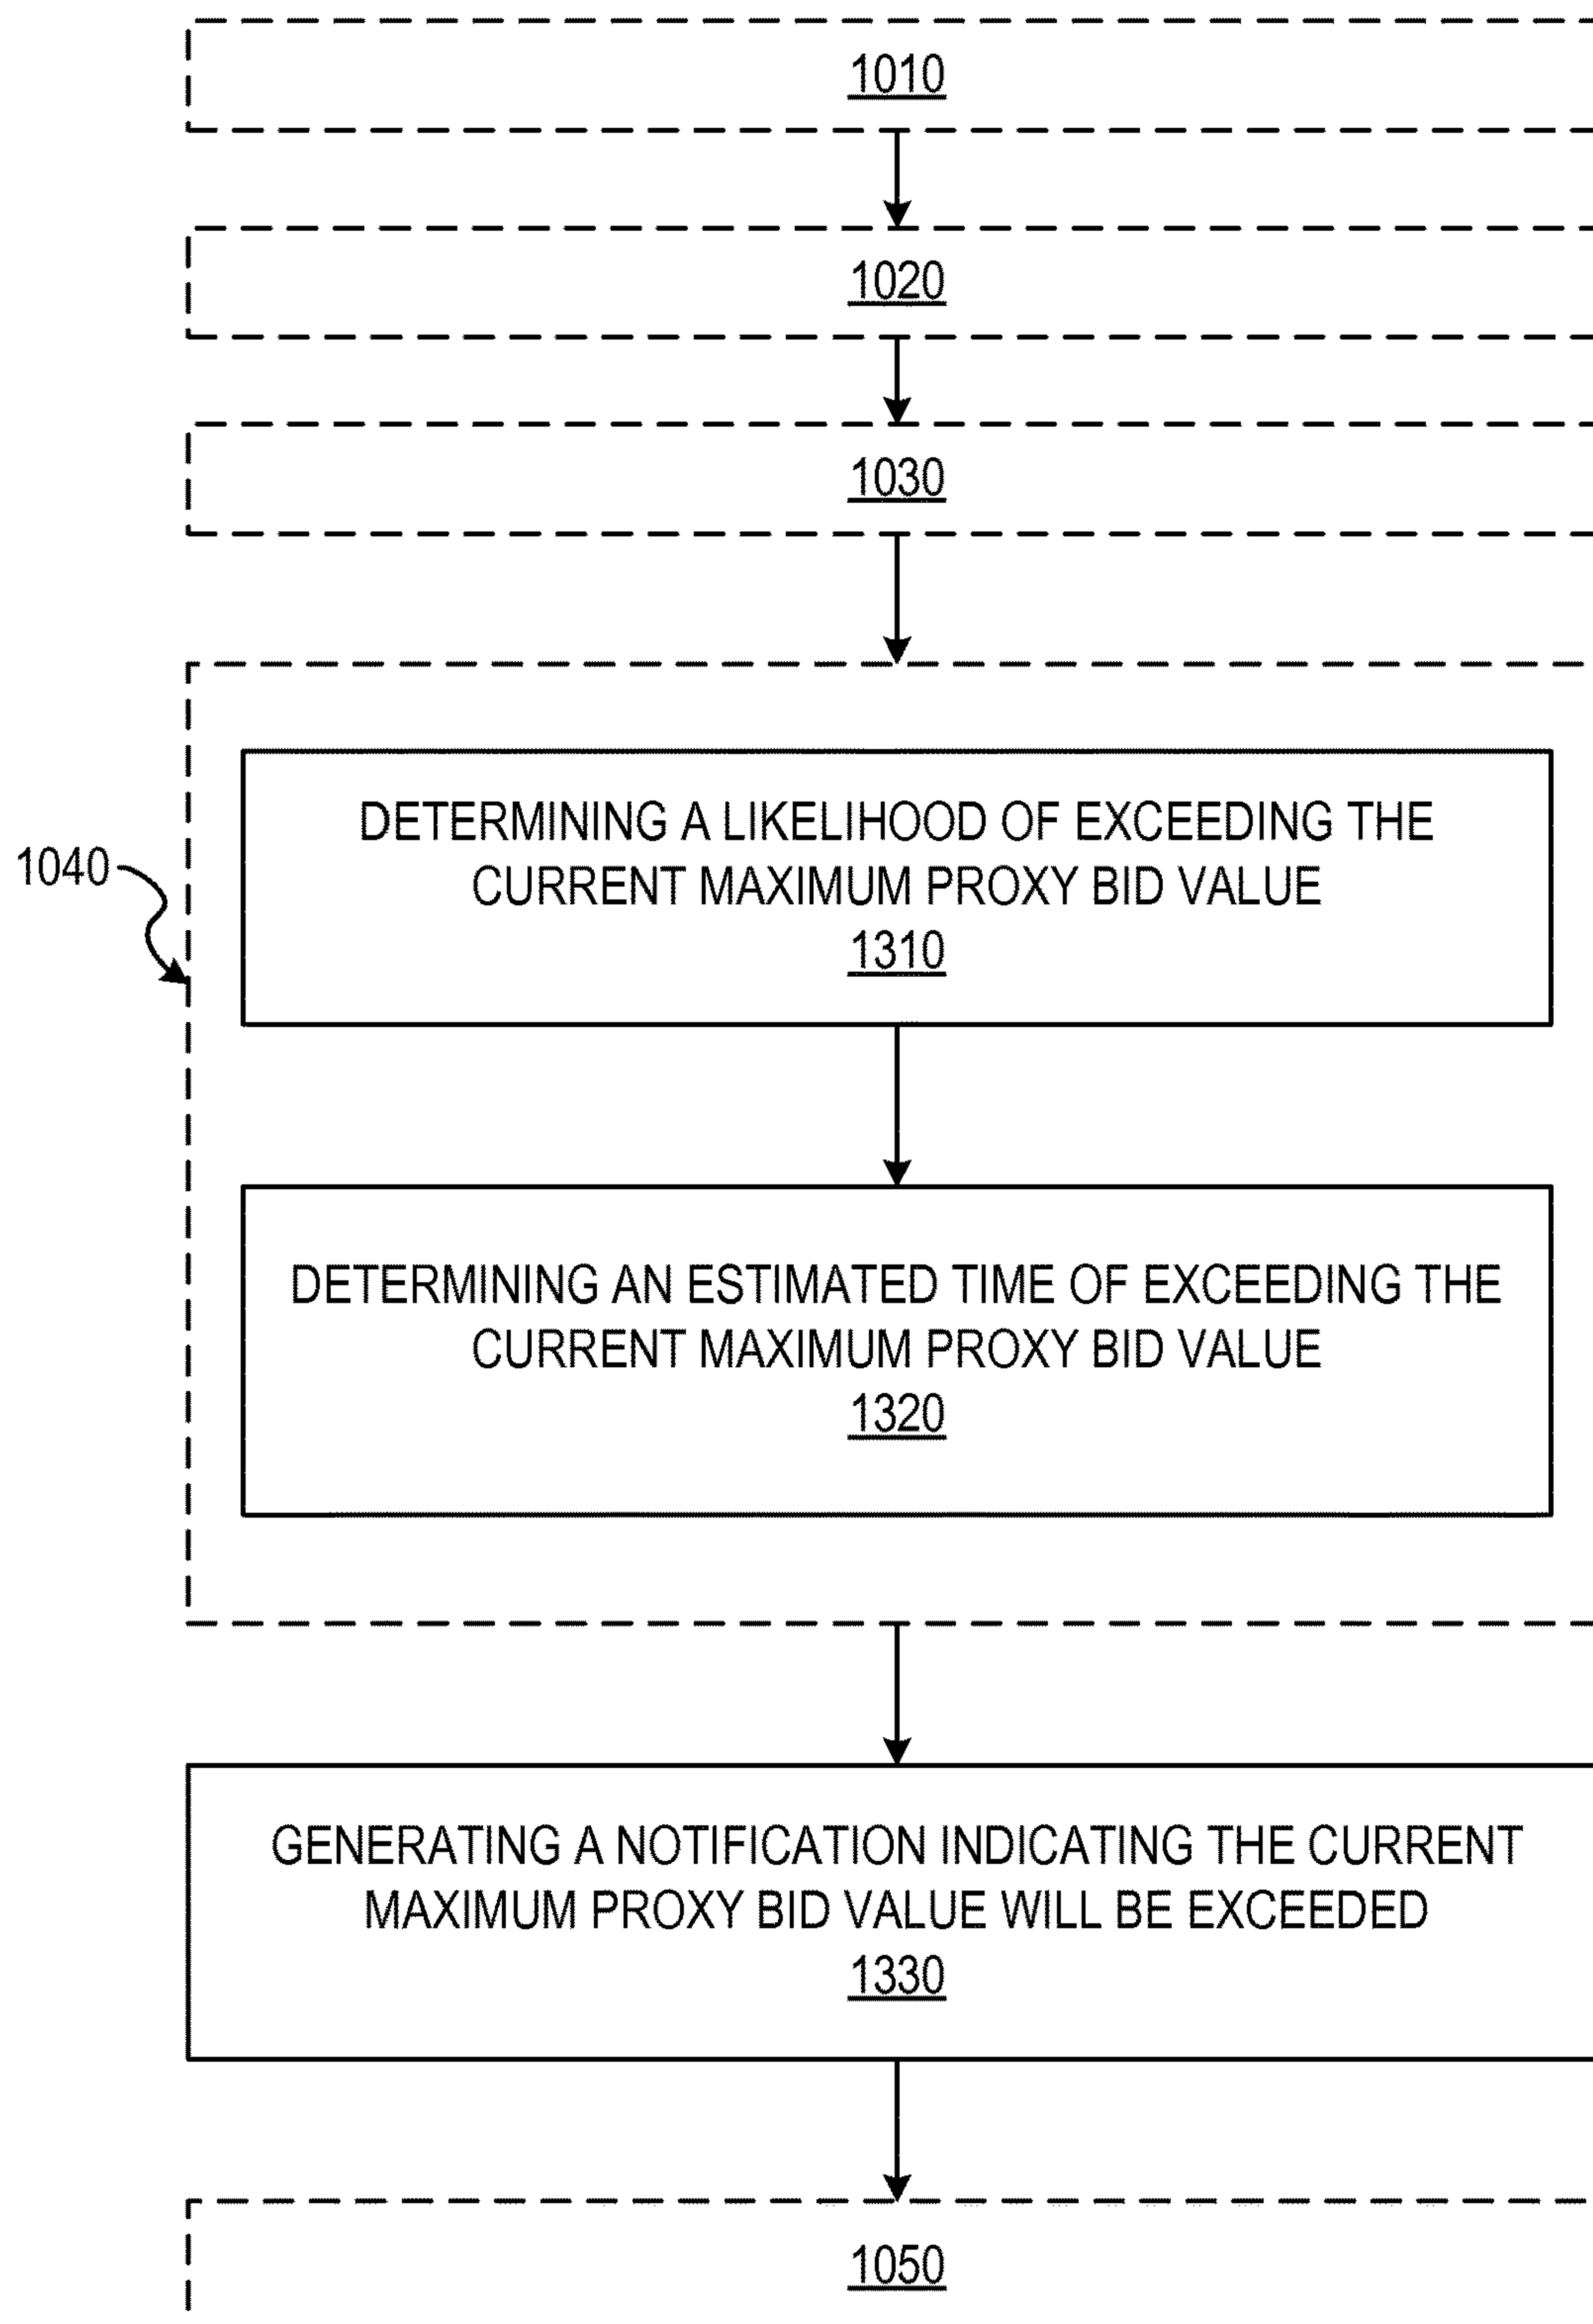 1010
1020
1030
1040
DETERMINING A LIKELIHOOD OF EXCEEDING THE
CURRENT MAXIMUM PROXY BID VALUE
1310
DETERMINING AN ESTIMATED TIME OF EXCEEDING THE
CURRENT MAXIMUM PROXY BID VALUE
1320
GENERATING A NOTIFICATION INDICATING THE CURRENT
MAXIMUM PROXY BID VALUE WILL BE EXCEEDED
1330
1050